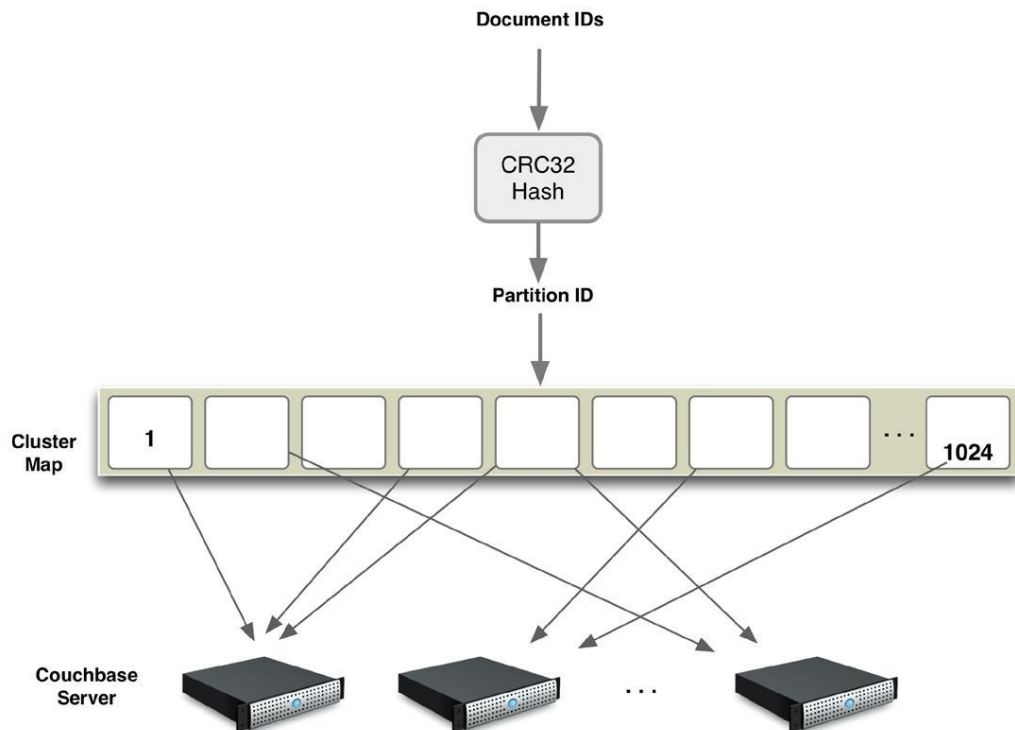 Document IDs
CRC32
Hash
Partition ID
Cluster
Map
1
...
1024
Couchbase
Server
...